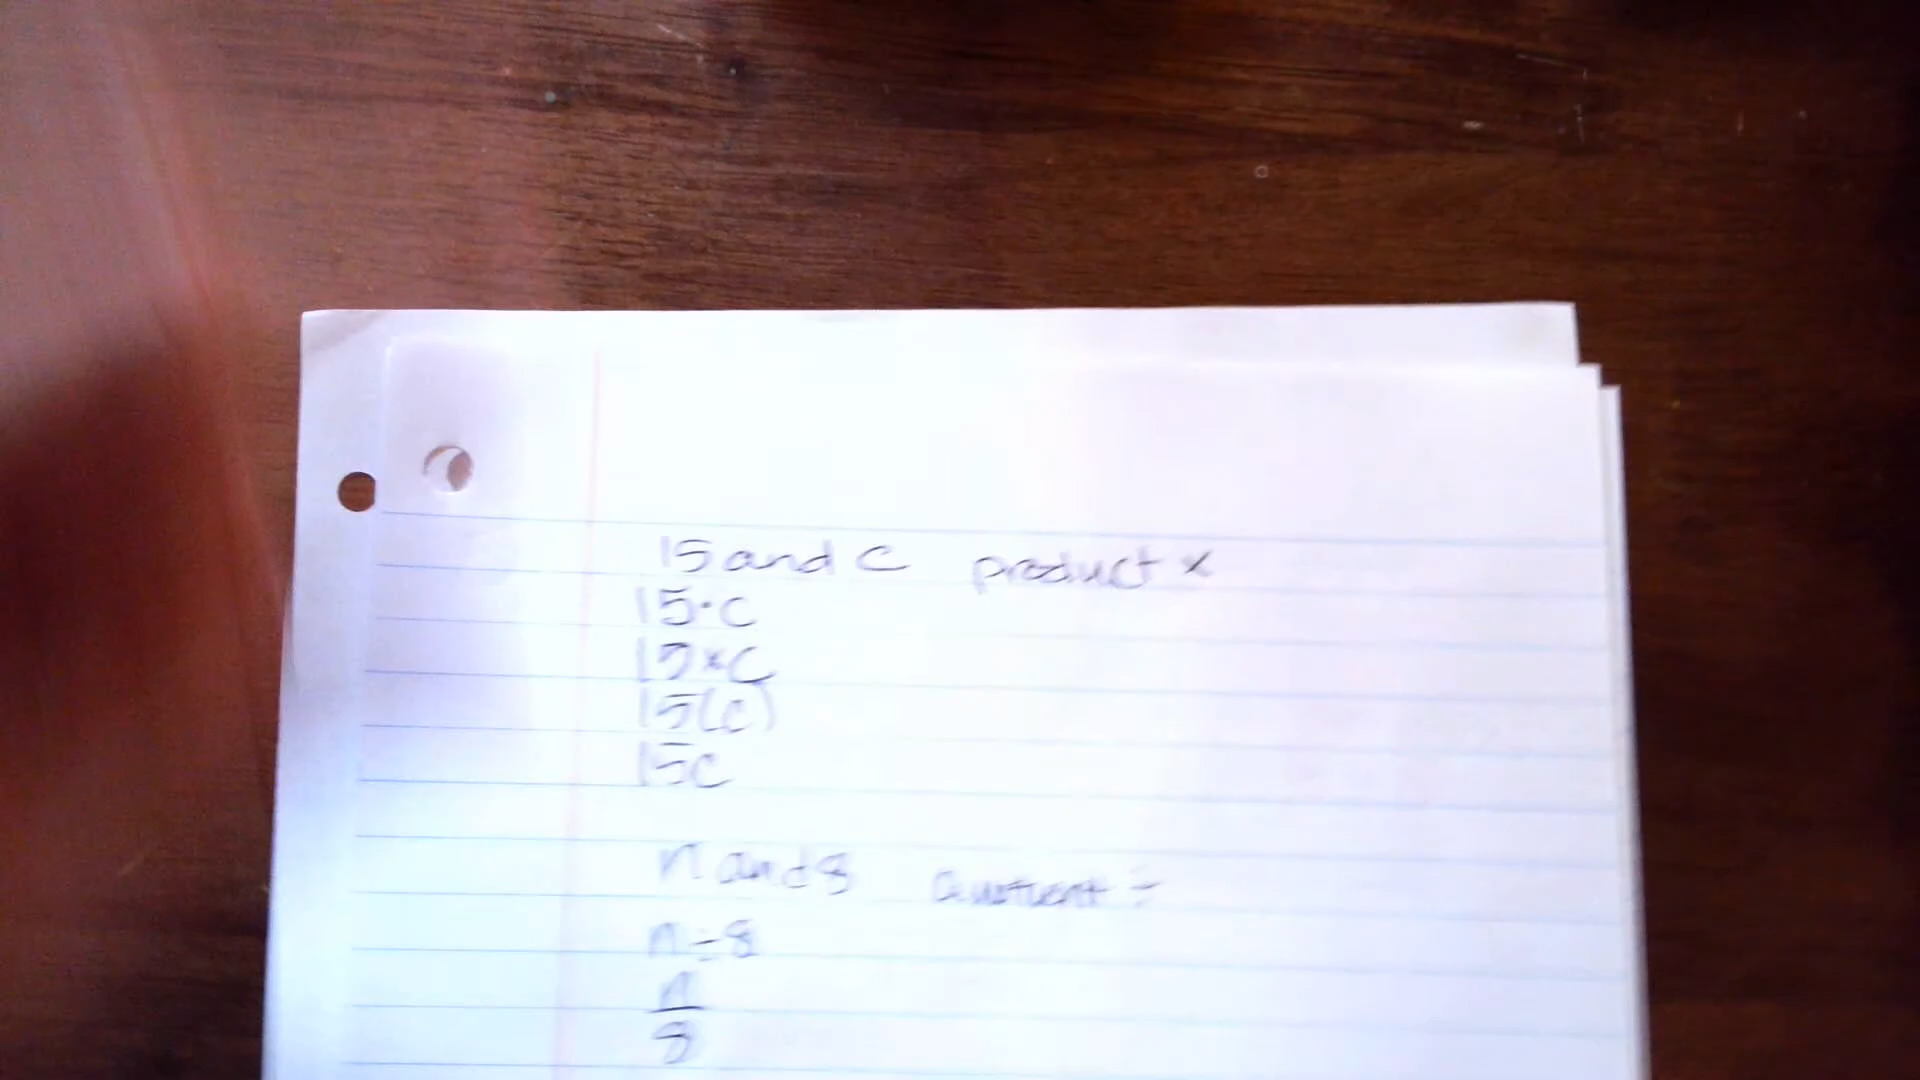 15 and C product ×
15·C
15×C
15(C)
15C
n and 8 quotient ÷
n÷8
n
8